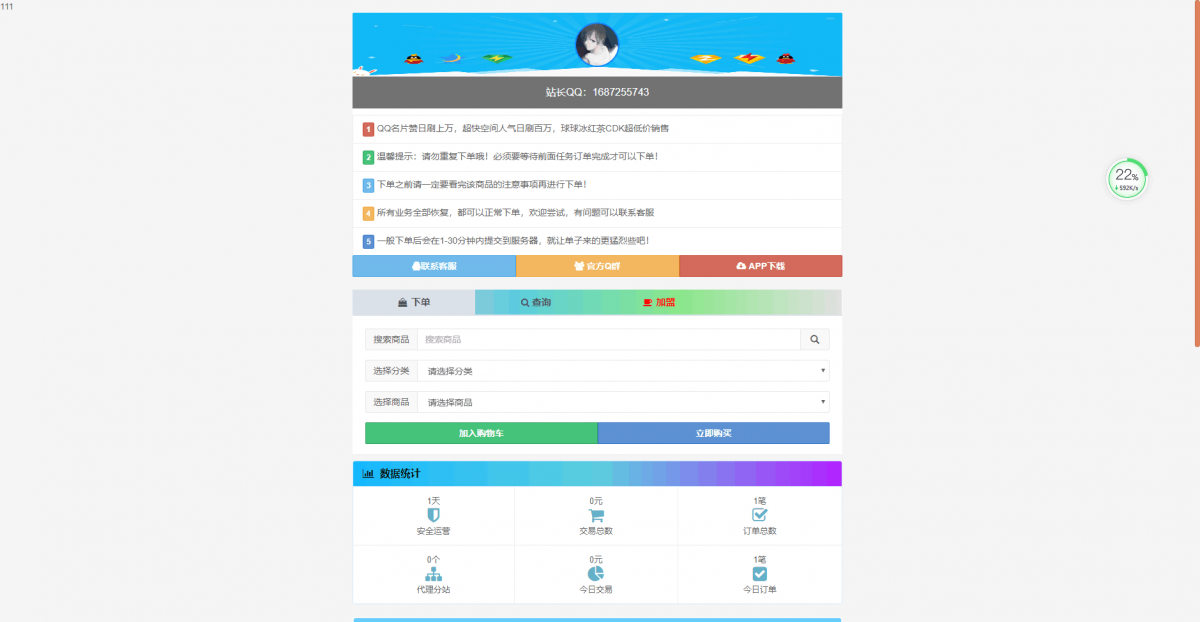 111
站长QQ：1687255743
1 QQ名片赞日刷上万，超快空间人气日刷百万，球球冰红茶CDK超低价销售
2 温馨提示：请勿重复下单哦！必须要等待前面任务订单完成才可以下单！
3 下单之前请一定要看完该商品的注意事项再进行下单！
4 所有业务全部恢复，都可以正常下单，欢迎尝试，有问题可以联系客服
5 一般下单后会在1-30分钟内提交到服务器，就让单子来的更猛烈些吧！
联系客服 官方Q群 APP下载
下单 查询 加盟
搜索商品 搜索商品
选择分类 请选择分类
选择商品 请选择商品
加入购物车 立即购买
数据统计
1天 0元 1笔
安全运营 交易总数 订单总数
0个 0元 1笔
代理分站 今日交易 今日订单
22%
592K/s